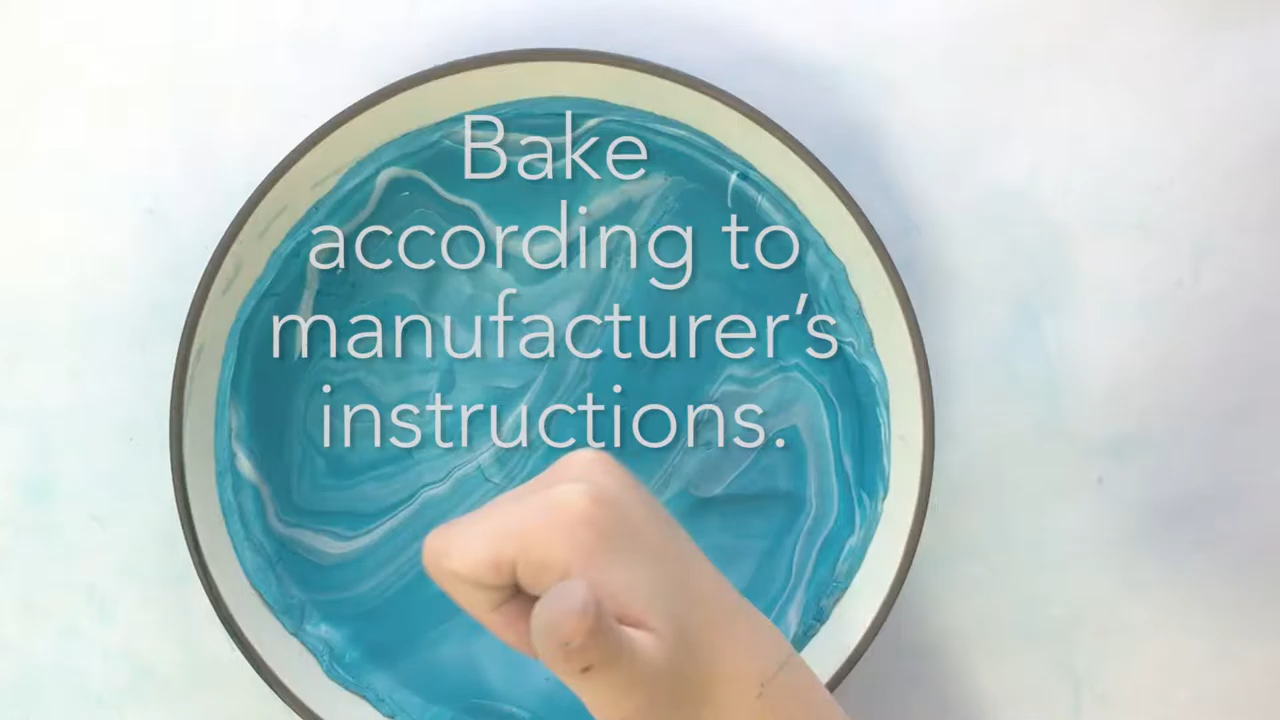 Bake
according to
manufacturer’s
instructions.